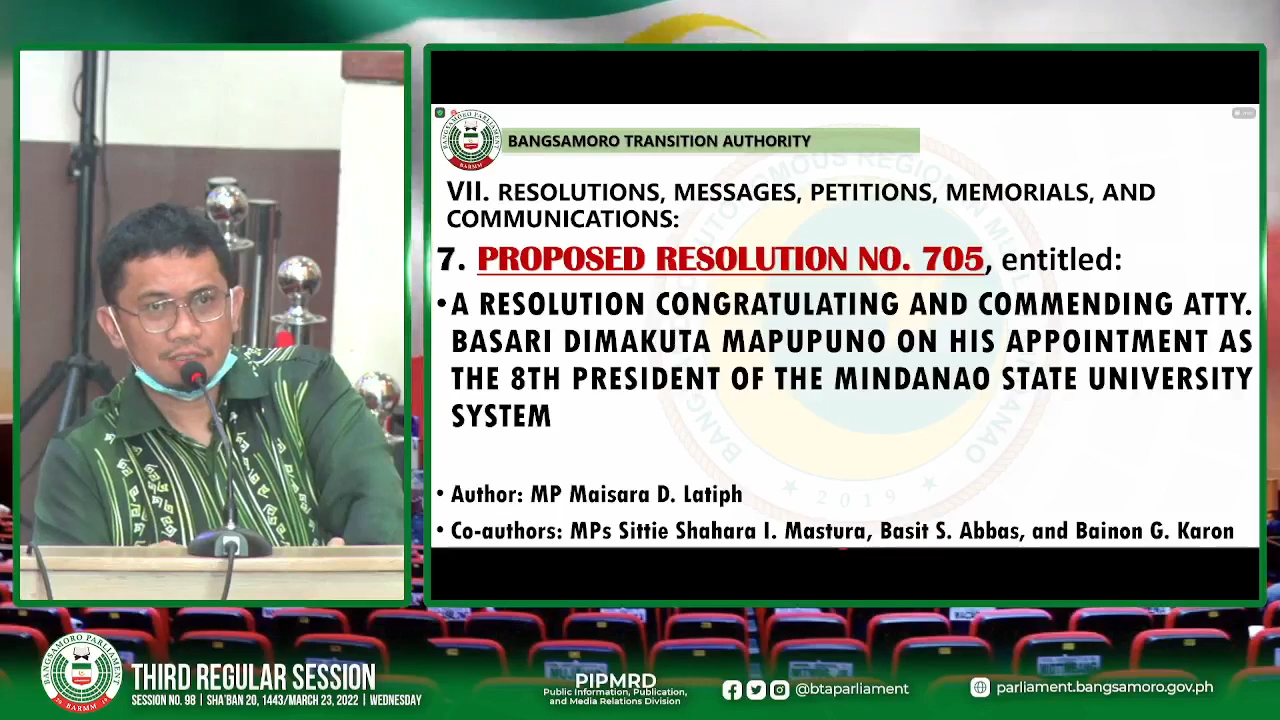 BANGSAMORO TRANSITION AUTHORITY
VII. RESOLUTIONS, MESSAGES, PETITIONS, MEMORIALS, AND
COMMUNICATIONS:
7. PROPOSED RESOLUTION NO. 705, entitled:
• A RESOLUTION CONGRATULATING AND COMMENDING ATTY.
BASARI DIMAKUTA MAPUPUNO ON HIS APPOINTMENT AS
THE 8TH PRESIDENT OF THE MINDANAO STATE UNIVERSITY
SYSTEM
• Author: MP Maisara D. Latiph
• Co-authors: MPs Sittie Shahara I. Mastura, Basit S. Abbas, and Bainon G. Karon
BANGSAMORO PARLIAMENT
BARMM
2019
THIRD REGULAR SESSION
SESSION NO. 98 | SHA'BAN 20, 1443/MARCH 23, 2022 | WEDNESDAY
PIPMRD
Public Information, Publication,
and Media Relations Division
@btaparliament
parliament.bangsamoro.gov.ph